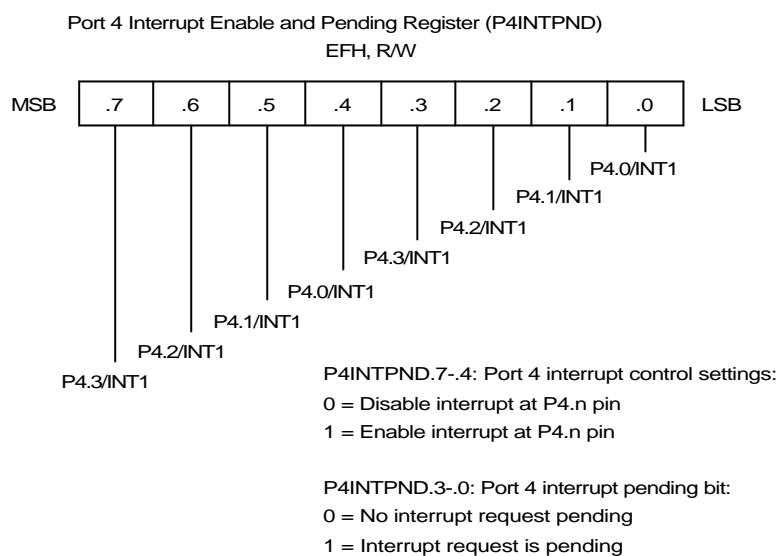 Port 4 Interrupt Enable and Pending Register (P4INTPND)
EFH, R/W
MSB .7 .6 .5 .4 .3 .2 .1 .0 LSB
P4.0/INT1
P4.1/INT1
P4.2/INT1
P4.3/INT1
P4.0/INT1
P4.1/INT1
P4.2/INT1
P4.3/INT1
P4INTPND.7-.4: Port 4 interrupt control settings:
0 = Disable interrupt at P4.n pin
1 = Enable interrupt at P4.n pin
P4INTPND.3-.0: Port 4 interrupt pending bit:
0 = No interrupt request pending
1 = Interrupt request is pending